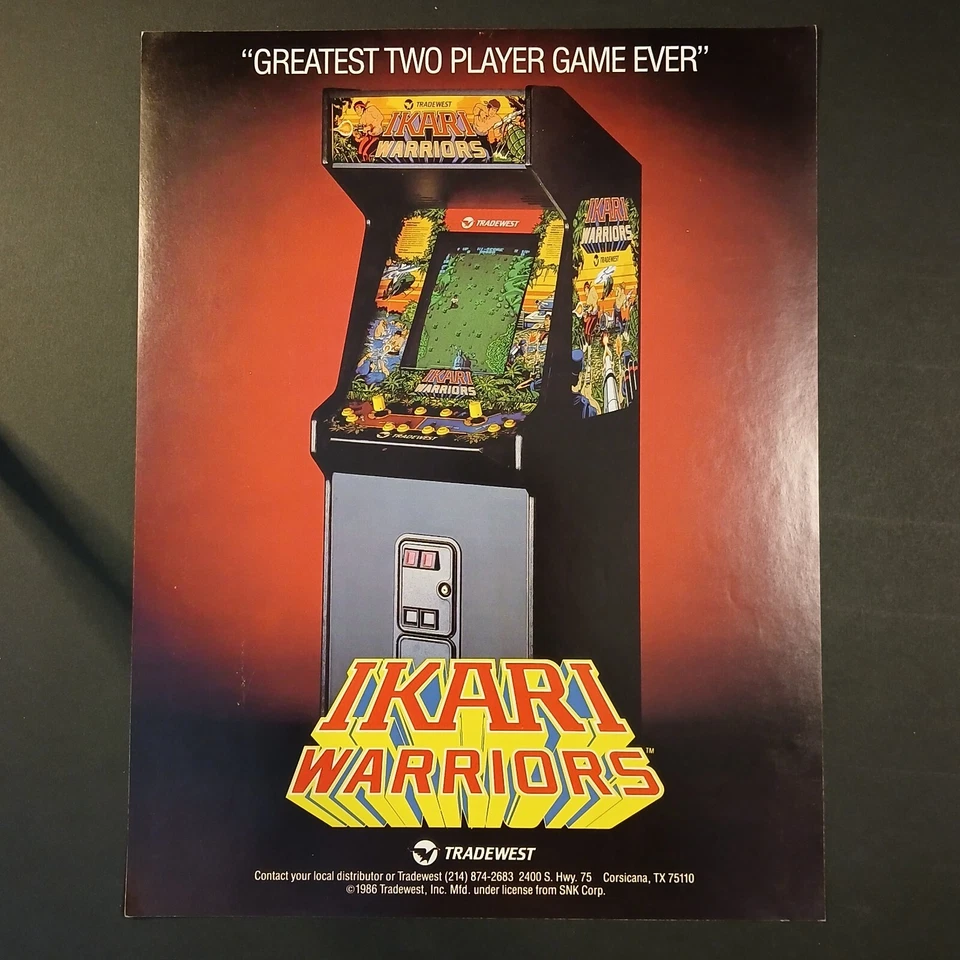 “GREATEST TWO PLAYER GAME EVER”
TRADEWEST
IKARI
WARRIORS
TRADEWEST
IKARI
WARRIORS
TRADEWEST
IKARI
WARRIORS
TRADEWEST
IKARI
WARRIORS™
TRADEWEST
Contact your local distributor or Tradewest (214) 874-2683 2400 S. Hwy. 75 Corsicana, TX 75110
©1986 Tradewest, Inc. Mfd. under license from SNK Corp.